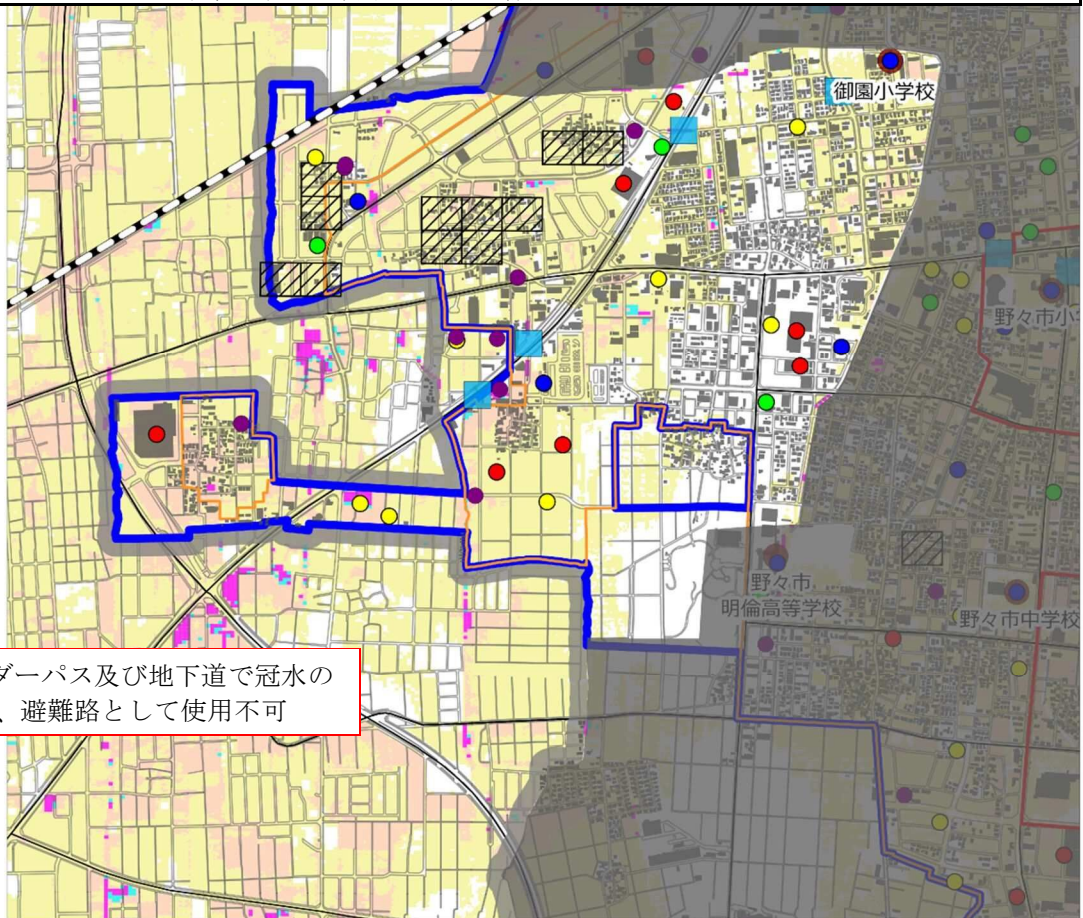 御園小学校
野々市小
野々市
明倫高等学校
野々市中学校
ダーパス及び地下道で冠水の
、避難路として使用不可